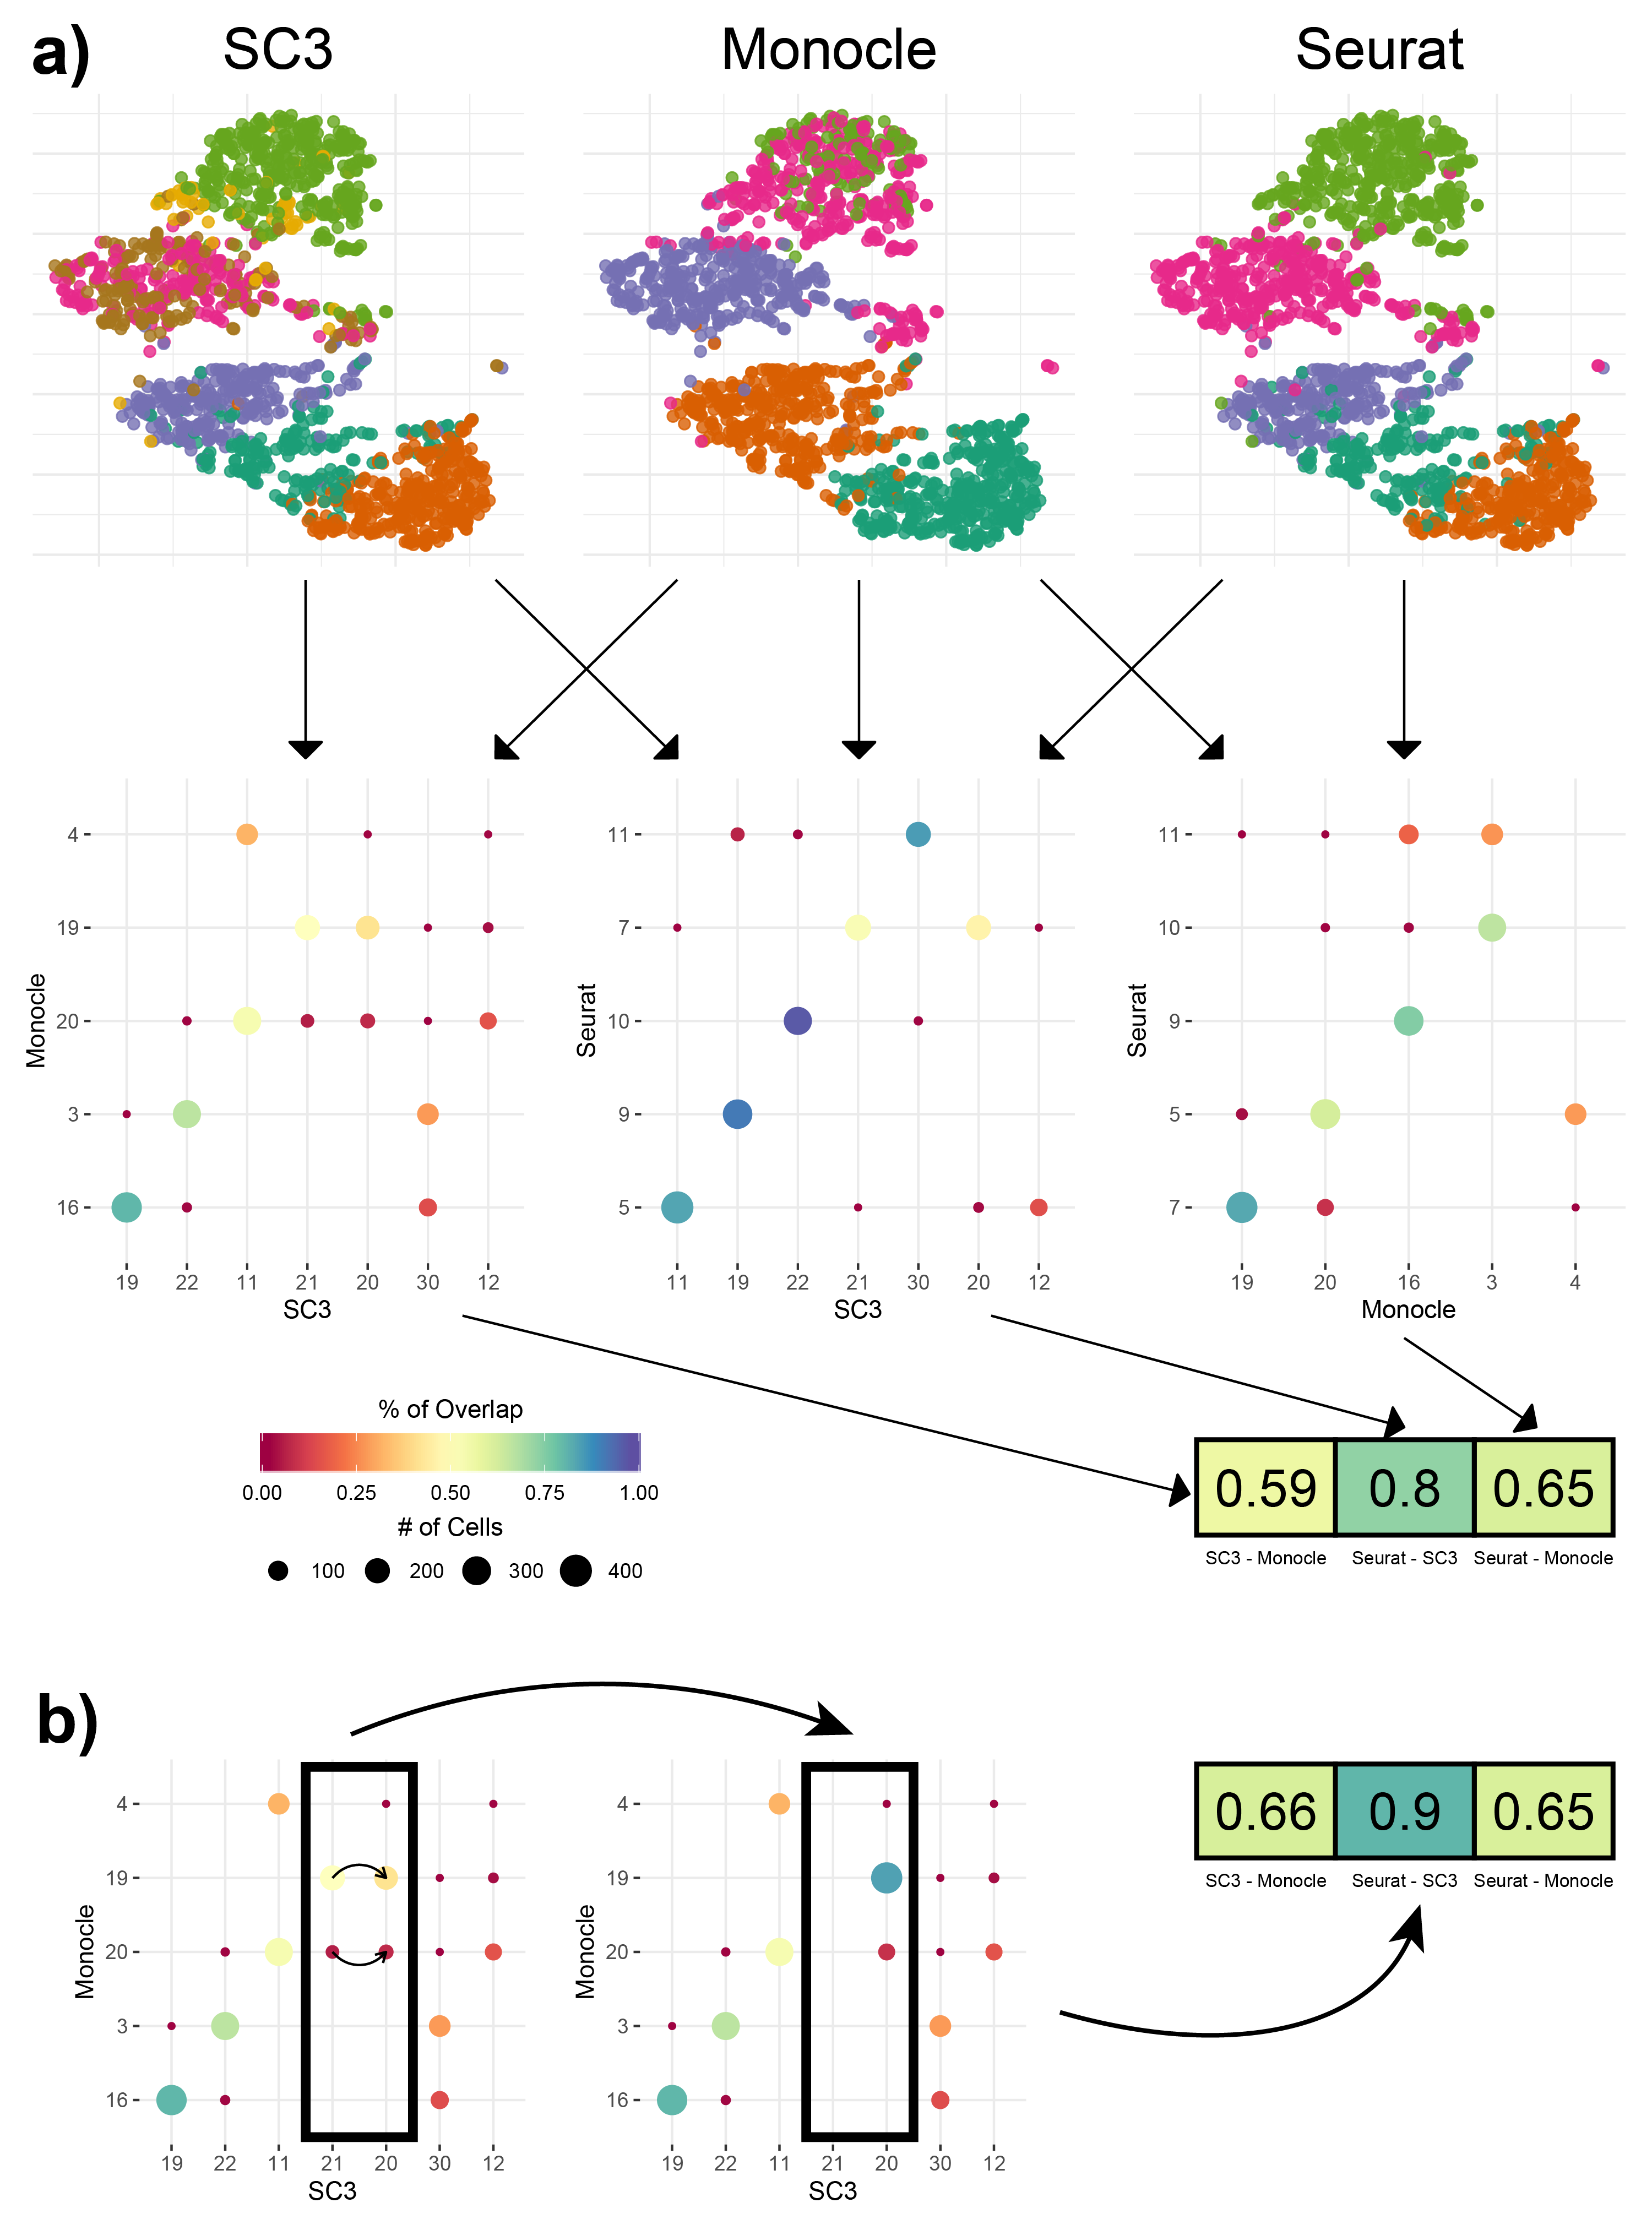 a)
SC3 Monocle Seurat
4
19
20
3
16
Monocle
19 22 11 21 20 30 12
SC3
11
7
10
9
5
Seurat
11 19 22 21 30 20 12
SC3
11
10
9
5
7
Seurat
19 20 16 3 4
Monocle
% of Overlap
0.00 0.25 0.50 0.75 1.00
# of Cells
100 200 300 400
0.59 0.8 0.65
SC3 - Monocle Seurat - SC3 Seurat - Monocle
b)
4
19
20
3
16
Monocle
19 22 11 21 20 30 12
SC3
4
19
20
3
16
Monocle
19 22 11 21 20 30 12
SC3
0.66 0.9 0.65
SC3 - Monocle Seurat - SC3 Seurat - Monocle